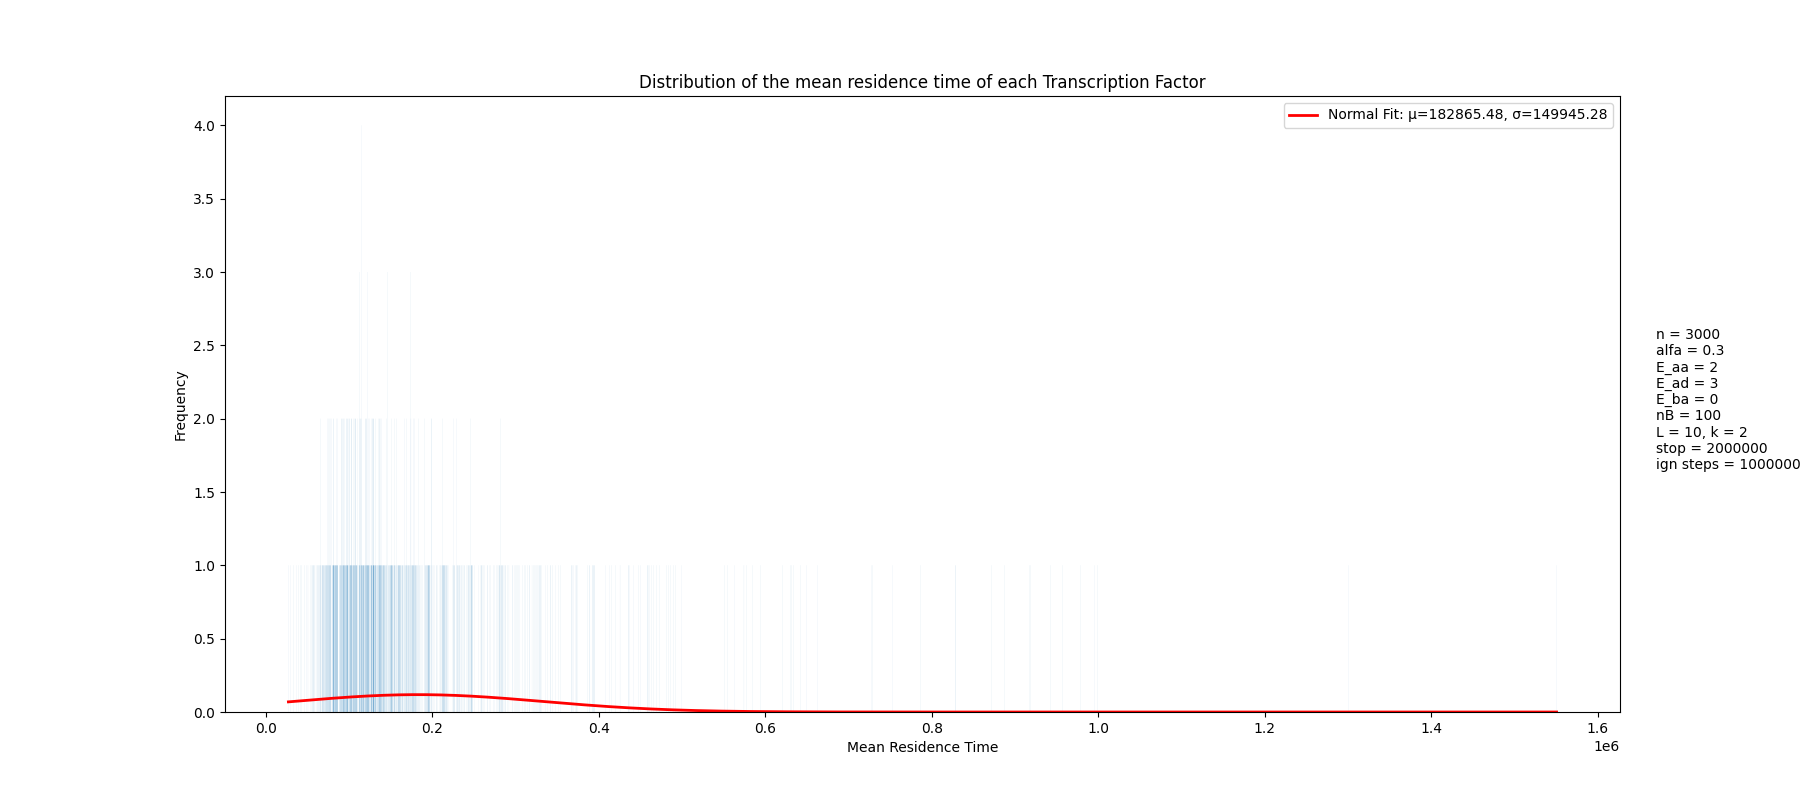 Distribution of the mean residence time of each Transcription Factor
Normal Fit: μ=182865.48, σ=149945.28
4.0
3.5
3.0
2.5
2.0
1.5
1.0
0.5
0.0
Frequency
0.0 0.2 0.4 0.6 0.8 1.0 1.2 1.4 1.6
1e6
Mean Residence Time
n = 3000
alfa = 0.3
E_aa = 2
E_ad = 3
E_ba = 0
nB = 100
L = 10, k = 2
stop = 2000000
ign steps = 1000000